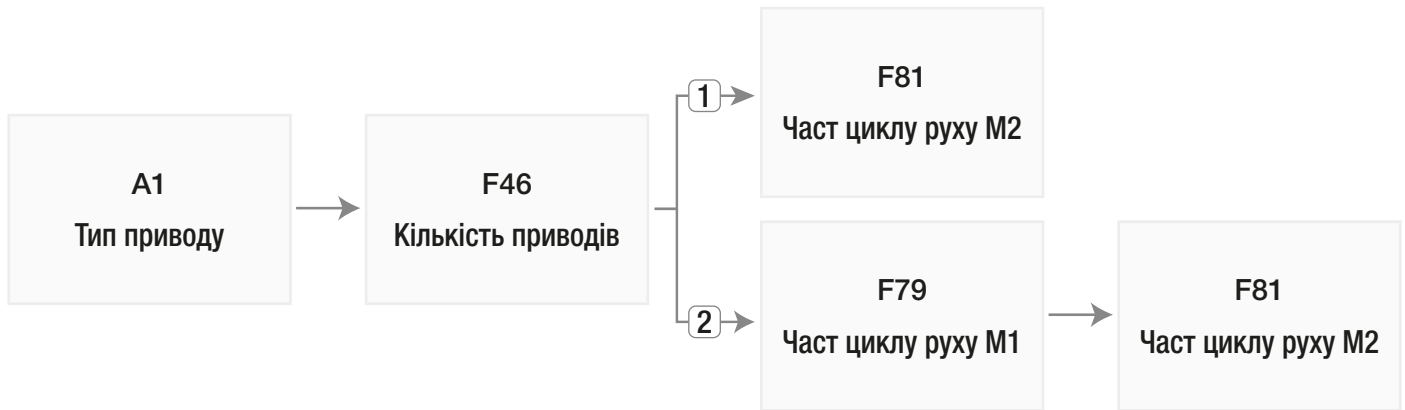 A1
Тип приводу
F46
Кількість приводів
1
F81
Част циклу руху M2
2
F79
Част циклу руху M1
F81
Част циклу руху M2